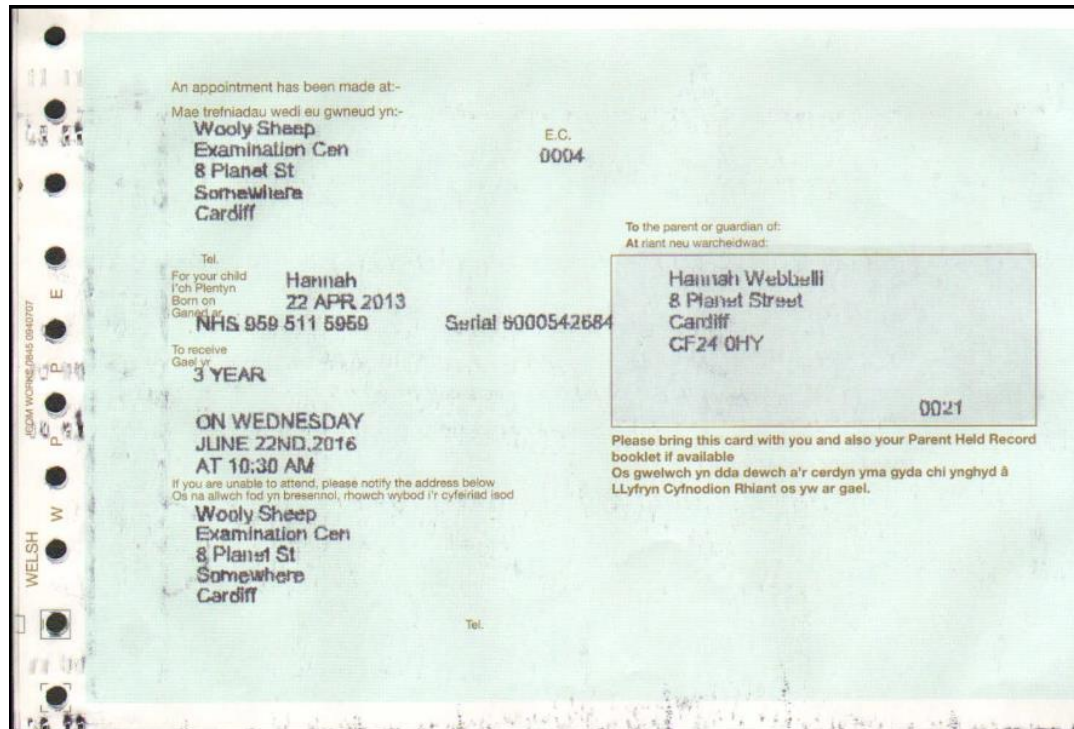 An appointment has been made at:-
Mae trefniadau wedi eu gwneud yn:-
Wooly Sheep
Examination Cen
8 Planet St
Somewhere
Cardiff
E.C.
0004
To the parent or guardian of:
At riant neu warcheidwad:
Hannah Webbelli
8 Planet Street
Cardiff
CF24 0HY
0021
Tel.
For your child
I'ch Plentyn
Hannah
Born on
Ganed ar
22 APR 2013
NHS 959 511 5959 Serial 6000542684
To receive
Gael yr
3 YEAR
ON WEDNESDAY
JUNE 22ND,2016
AT 10:30 AM
If you are unable to attend, please notify the address below
Os na allwch fod yn bresennol, rhowch wybod i'r cyfeiriad isod
Wooly Sheep
Examination Cen
8 Planet St
Somewhere
Cardiff
Tel.
Please bring this card with you and also your Parent Held Record
booklet if available
Os gwelwch yn dda dewch a'r cerdyn yma gyda chi ynghyd â
LLyfryn Cyfnodion Rhiant os yw ar gael.
WELSH
W P P E
WORKS 0845 0940707